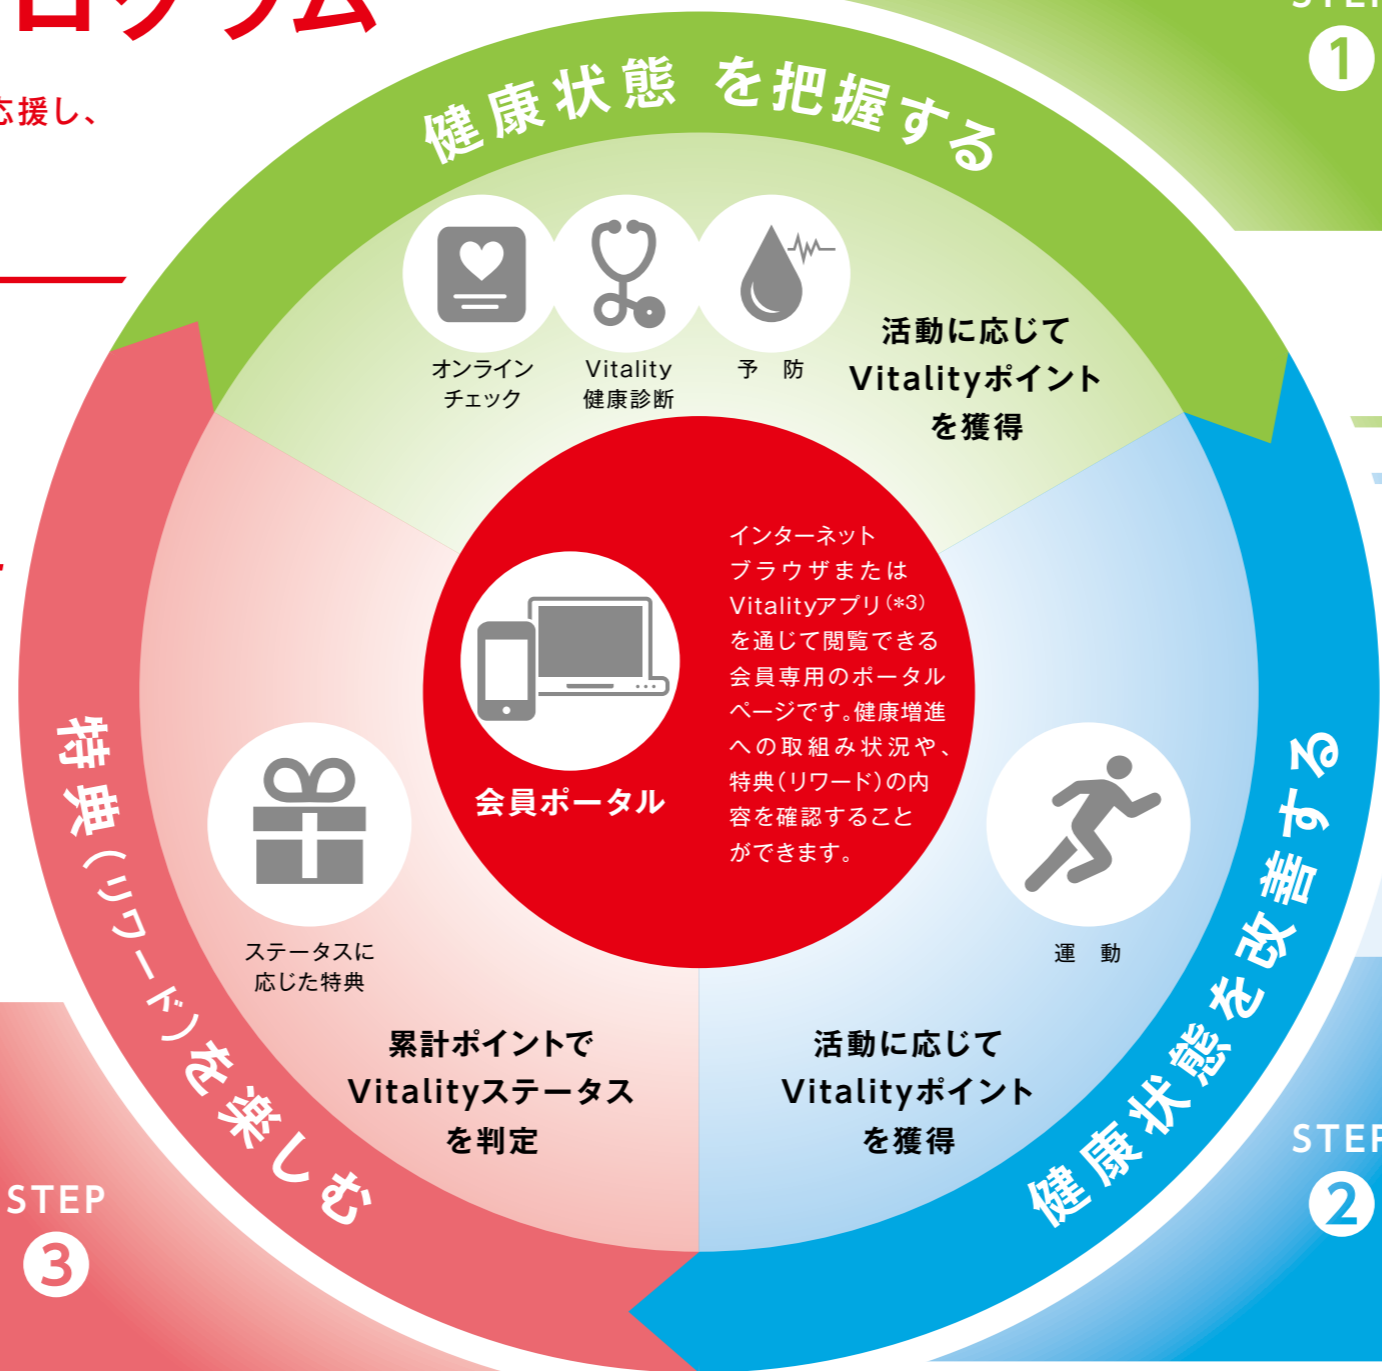 ログラム
応援し、
STEP
1
健康状態 を把握する
オンライン
チェック
Vitality
健康診断
予 防
活動に応じて
Vitalityポイント
を獲得
インターネット
ブラウザまたは
Vitalityアプリ(*3)
を通じて閲覧できる
会員専用のポータル
ページです。健康増進
への取組み状況や、
特典(リワード)の内
容を確認すること
ができます。
会員ポータル
健康状態を改善する
運 動
活動に応じて
Vitalityポイント
を獲得
STEP
2
特典(リワード)を楽しむ
ステータスに
応じた特典
累計ポイントで
Vitalityステータス
を判定
STEP
3